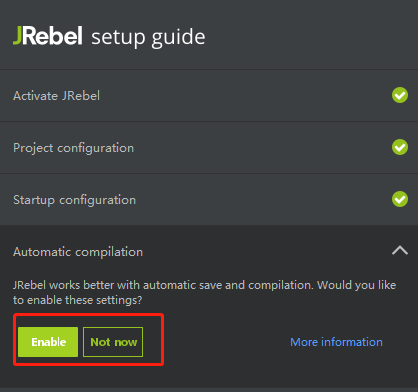 JRebel setup guide
Activate JRebel
Project configuration
Startup configuration
Automatic compilation
JRebel works better with automatic save and compilation. Would you like
to enable these settings?
Enable Not now More information